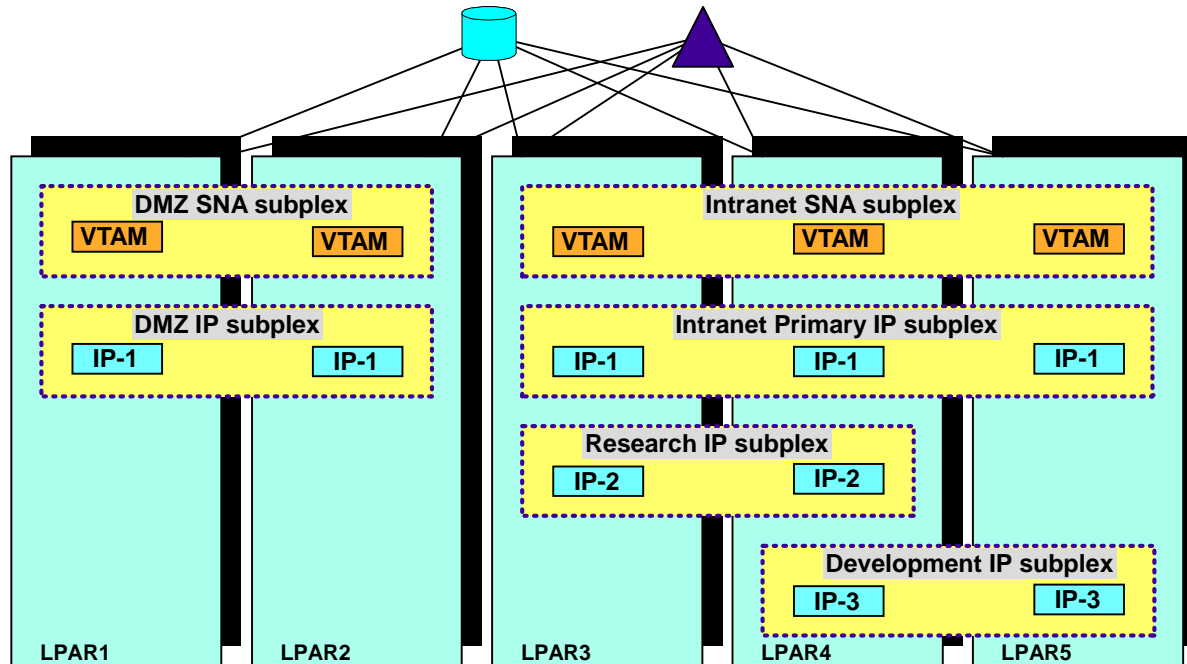 DMZ SNA subplex
VTAM
VTAM
Intranet SNA subplex
VTAM
VTAM
VTAM
DMZ IP subplex
IP-1
IP-1
Intranet Primary IP subplex
IP-1
IP-1
IP-1
Research IP subplex
IP-2
IP-2
Development IP subplex
IP-3
IP-3
LPAR1
LPAR2
LPAR3
LPAR4
LPAR5